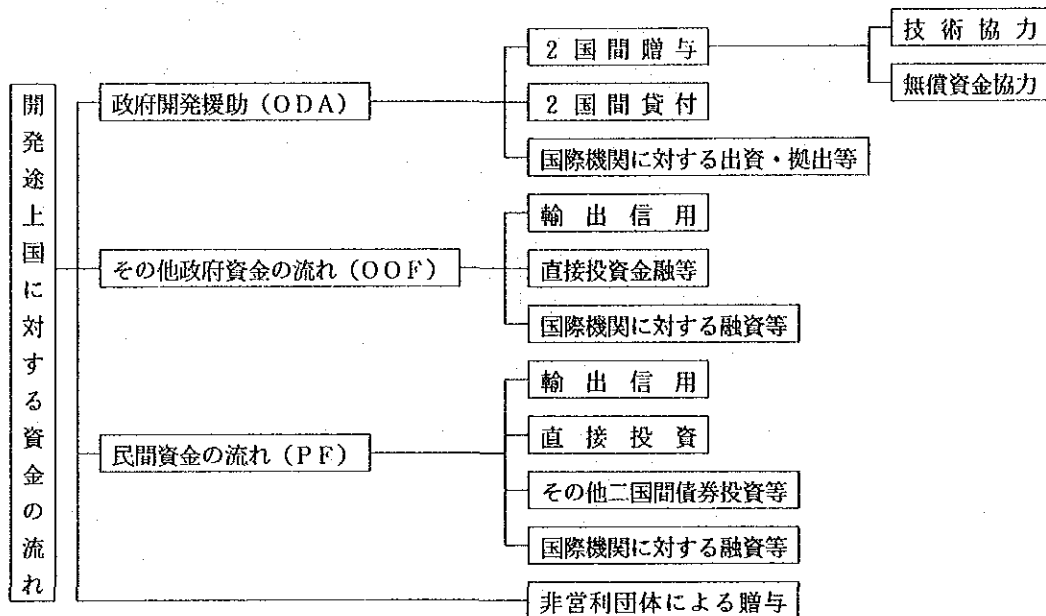 開発途上国に対する資金の流れ
政府開発援助（ODA）
2国間贈与
技術協力
無償資金協力
2国間貸付
国際機関に対する出資・拠出等
その他政府資金の流れ（OOF）
輸出信用
直接投資金融等
国際機関に対する融資等
民間資金の流れ（PF）
輸出信用
直接投資
その他二国間債券投資等
国際機関に対する融資等
非営利団体による贈与